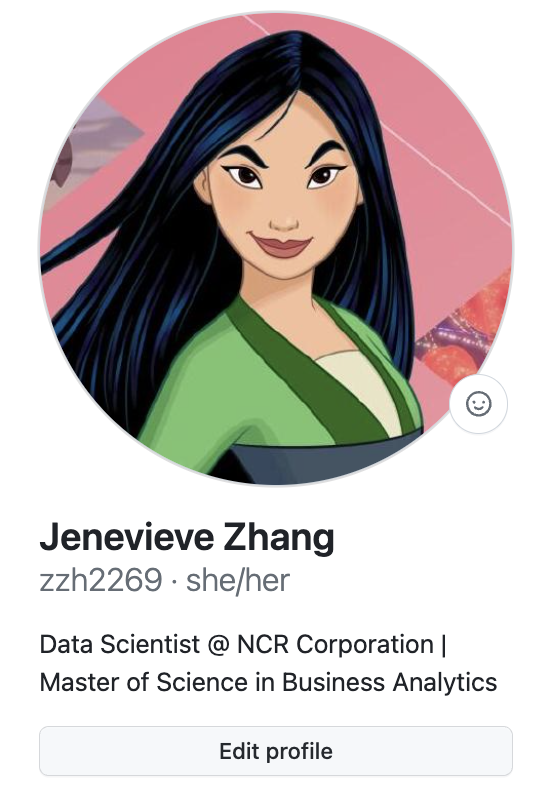 Jenevieve Zhang
zzh2269 · she/her
Data Scientist @ NCR Corporation |
Master of Science in Business Analytics
Edit profile